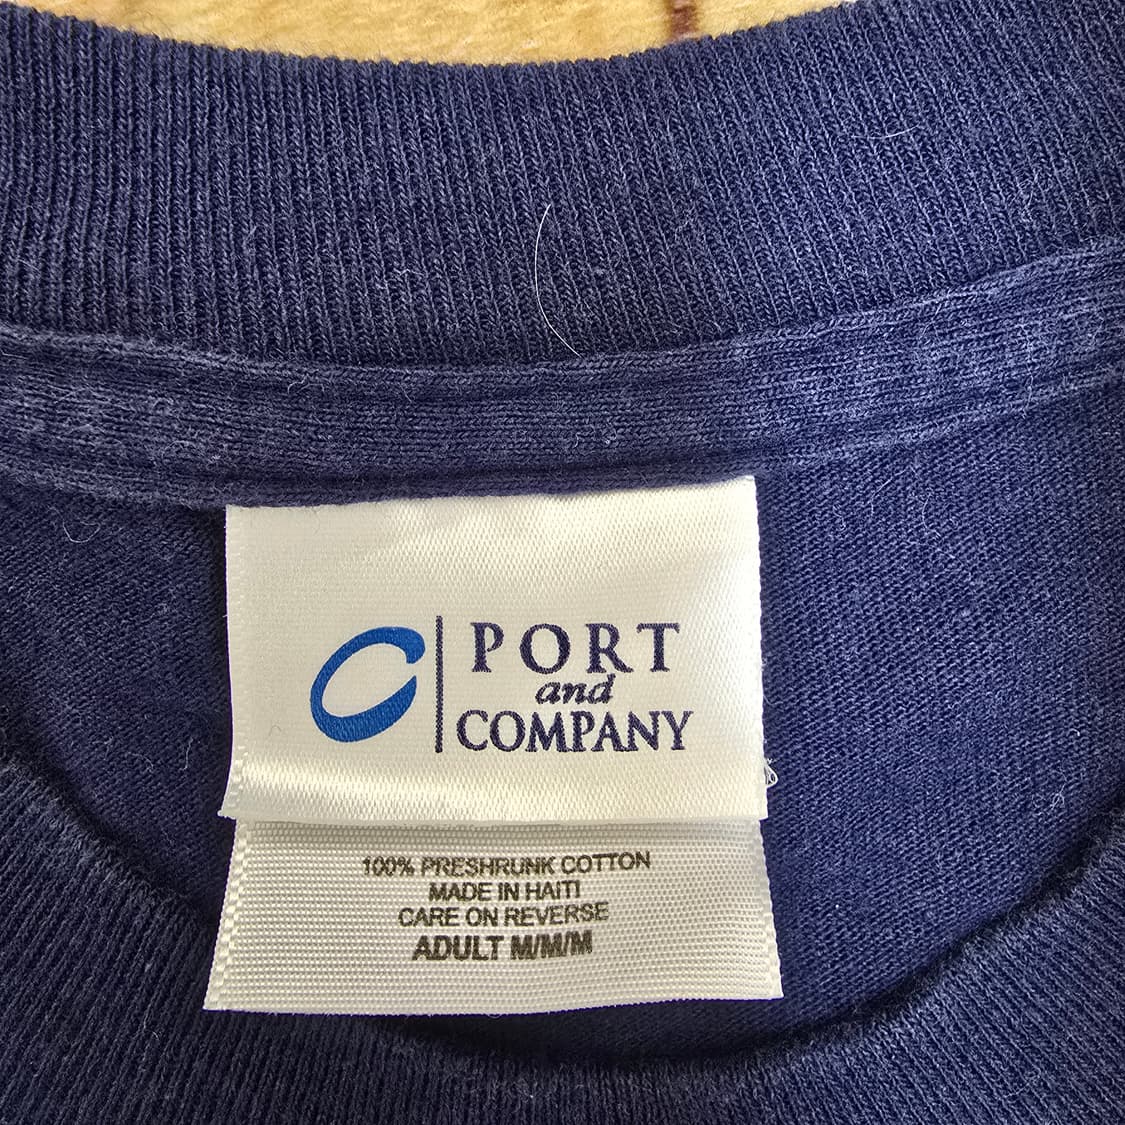 PORT
and
COMPANY
100% PRESHRUNK COTTON
MADE IN HAITI
CARE ON REVERSE
ADULT M/M/M